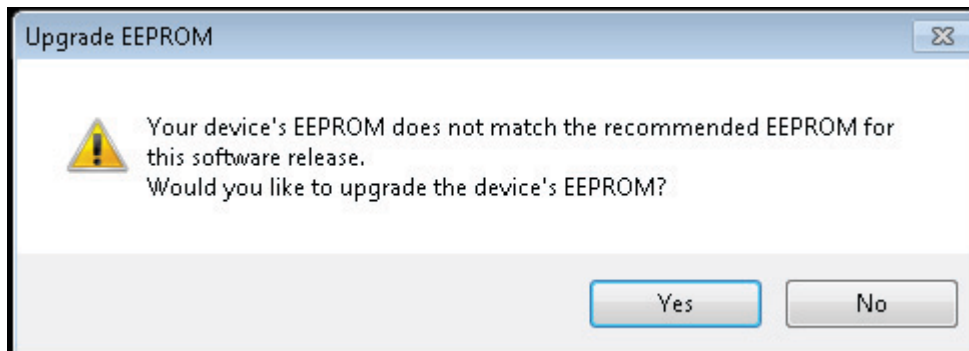 Upgrade EEPROM
Your device's EEPROM does not match the recommended EEPROM for
this software release.
Would you like to upgrade the device's EEPROM?
Yes
No